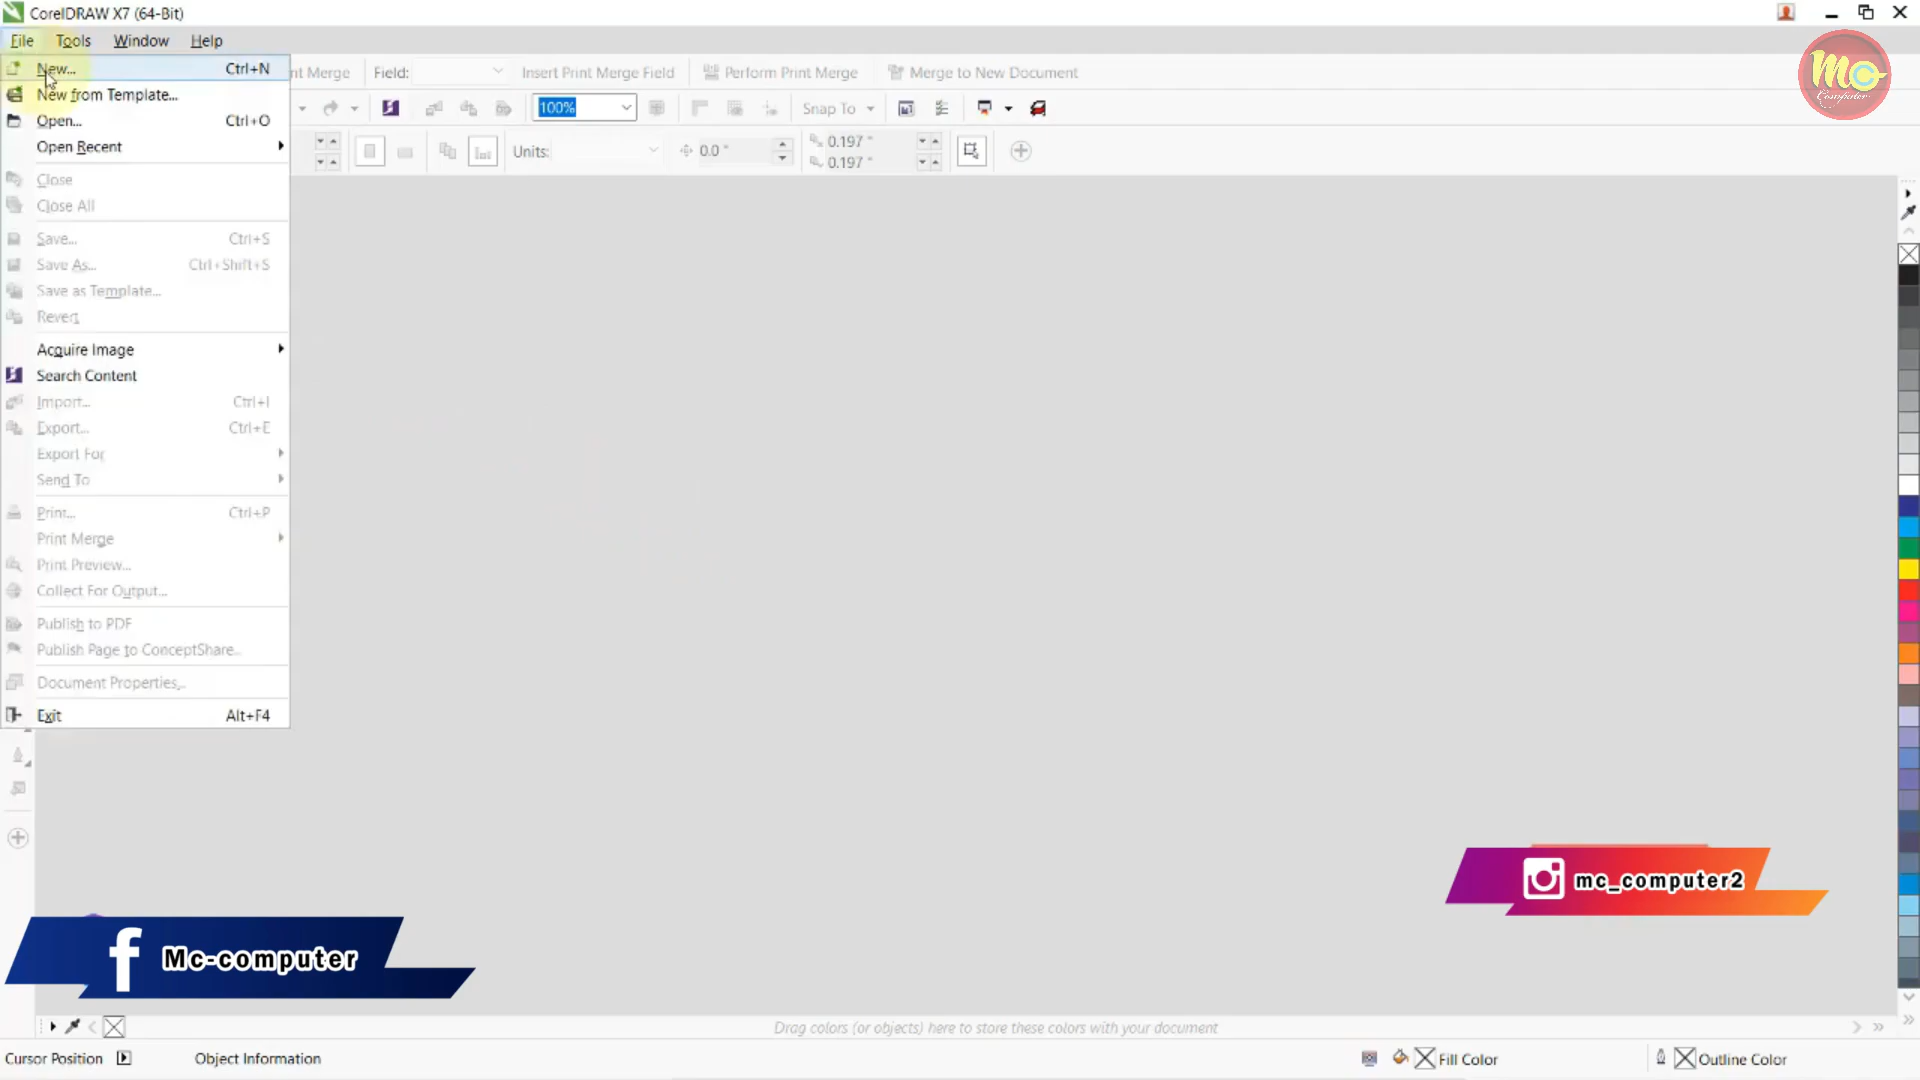 CorelDRAW X7 (64-Bit)
File Tools Window Help
New... Ctrl+N
New from Template...
Open... Ctrl+O
Open Recent
Close
Close All
Save... Ctrl+S
Save As... Ctrl+Shift+S
Save as Template...
Revert
Acquire Image
Search Content
Import... Ctrl+I
Export... Ctrl+E
Export For
Send To
Print... Ctrl+P
Print Merge
Print Preview...
Collect For Output...
Publish to PDF
Publish Page to ConceptShare...
Document Properties...
Exit Alt+F4
nt Merge Field: Insert Print Merge Field Perform Print Merge Merge to New Document
100% Snap To
Units: 0.0 " 0.197 "
0.197 "
MC
Computer
mc_computer2
f Mc-computer
Drag colors (or objects) here to store these colors with your document
Cursor Position Object Information Fill Color Outline Color